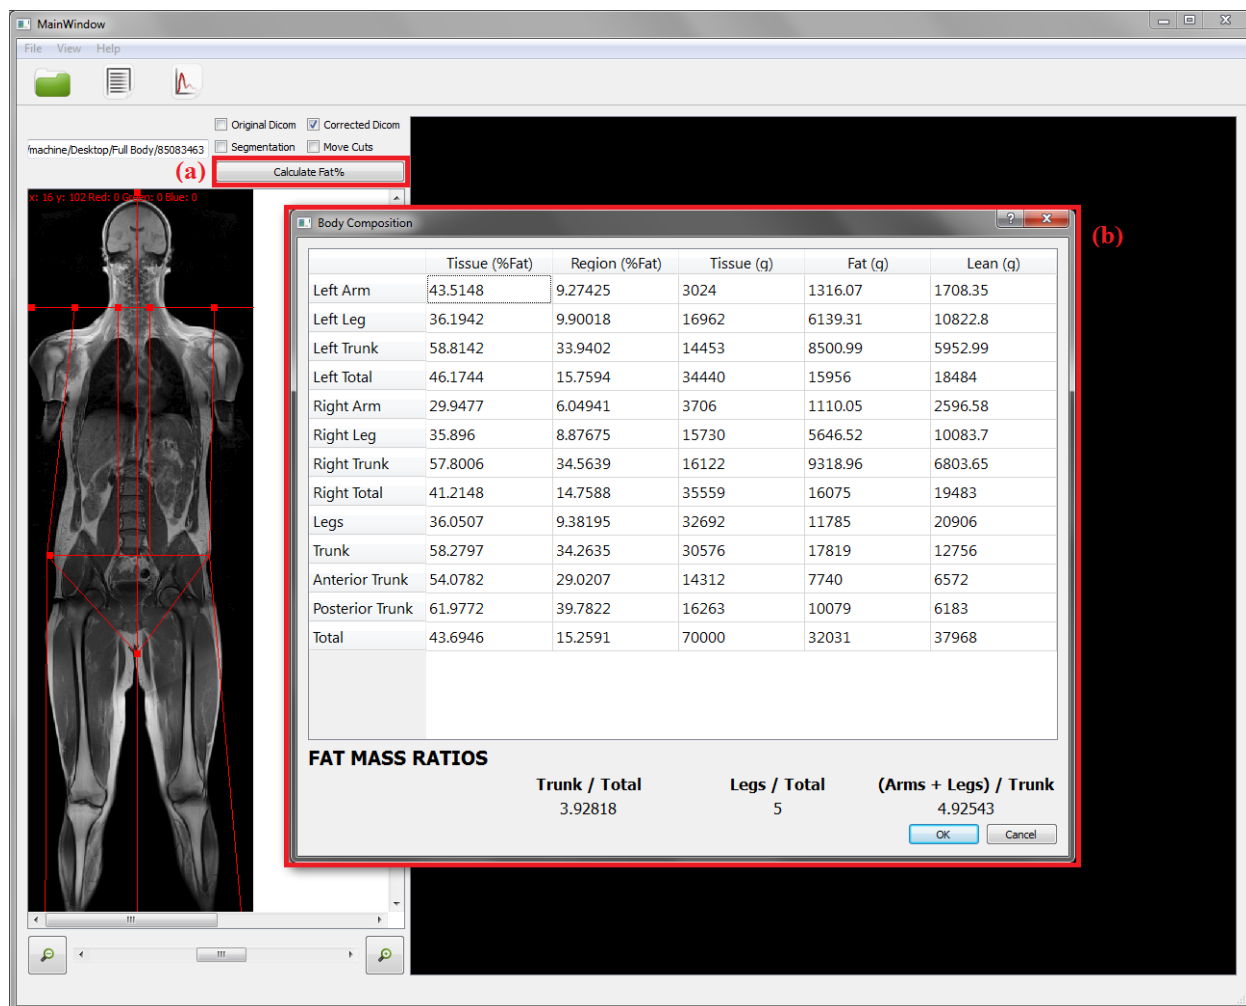 MainWindow
File View Help
Original Dicom Corrected Dicom
/machine/Desktop/Full Body/85083463 Segmentation Move Cuts
(a) Calculate Fat%
x: 16 y: 102 Red: 0 Green: 0 Blue: 0
Body Composition
(b)
Tissue (%Fat) Region (%Fat) Tissue (g) Fat (g) Lean (g)
Left Arm 43.5148 9.27425 3024 1316.07 1708.35
Left Leg 36.1942 9.90018 16962 6139.31 10822.8
Left Trunk 58.8142 33.9402 14453 8500.99 5952.99
Left Total 46.1744 15.7594 34440 15956 18484
Right Arm 29.9477 6.04941 3706 1110.05 2596.58
Right Leg 35.896 8.87675 15730 5646.52 10083.7
Right Trunk 57.8006 34.5639 16122 9318.96 6803.65
Right Total 41.2148 14.7588 35559 16075 19483
Legs 36.0507 9.38195 32692 11785 20906
Trunk 58.2797 34.2635 30576 17819 12756
Anterior Trunk 54.0782 29.0207 14312 7740 6572
Posterior Trunk 61.9772 39.7822 16263 10079 6183
Total 43.6946 15.2591 70000 32031 37968
FAT MASS RATIOS
Trunk / Total Legs / Total (Arms + Legs) / Trunk
3.92818 5 4.92543
OK Cancel